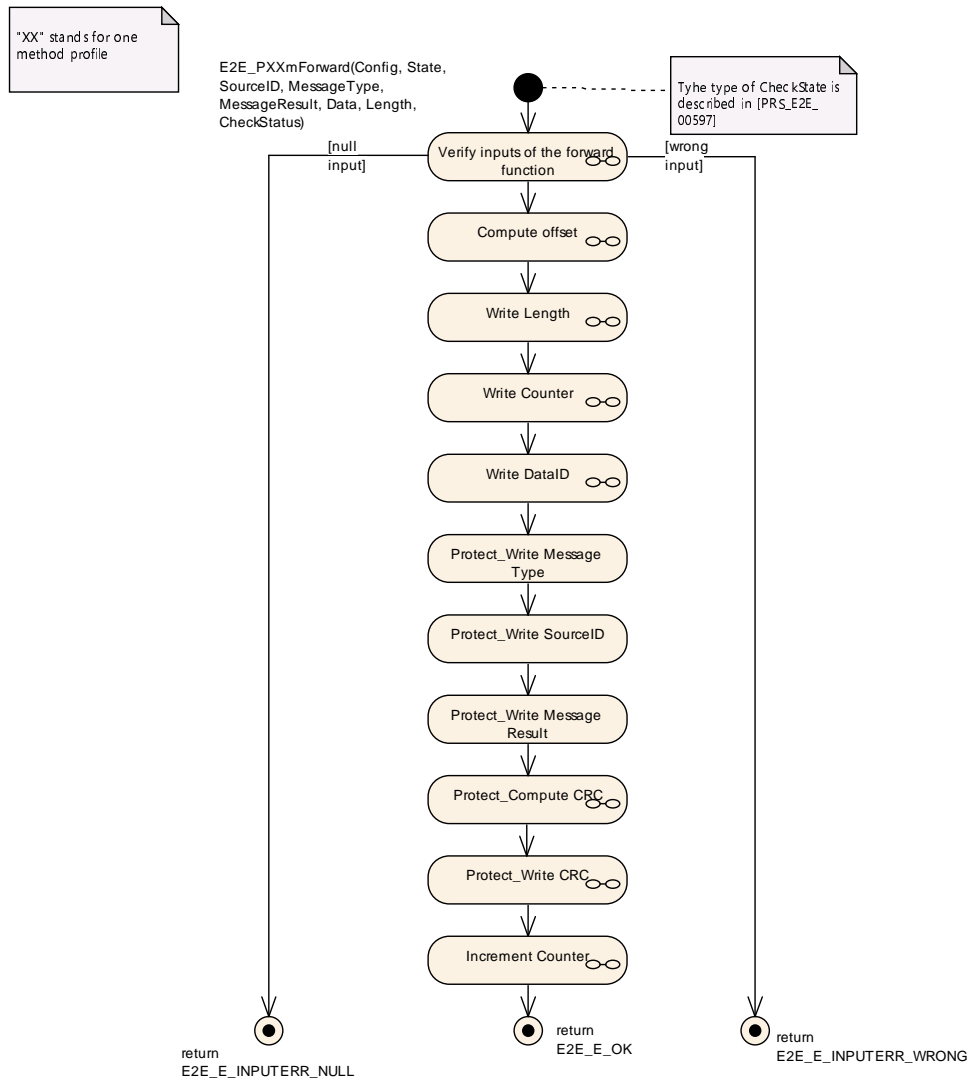 "XX" stands for one
method profile
E2E_PXXmForward(Config, State,
SourceID, MessageType,
MessageResult, Data, Length,
CheckStatus)
Tyhe type of CheckState is
described in [PRS_E2E_
00597]
[null
input]
Verify inputs of the forward
function
[wrong
input]
Compute offset
Write Length
Write Counter
Write DataID
Protect_Write Message
Type
Protect_Write SourceID
Protect_Write Message
Result
Protect_Compute CRC
Protect_Write CRC
Increment Counter
return
E2E_E_INPUTERR_NULL
return
E2E_E_OK
return
E2E_E_INPUTERR_WRONG